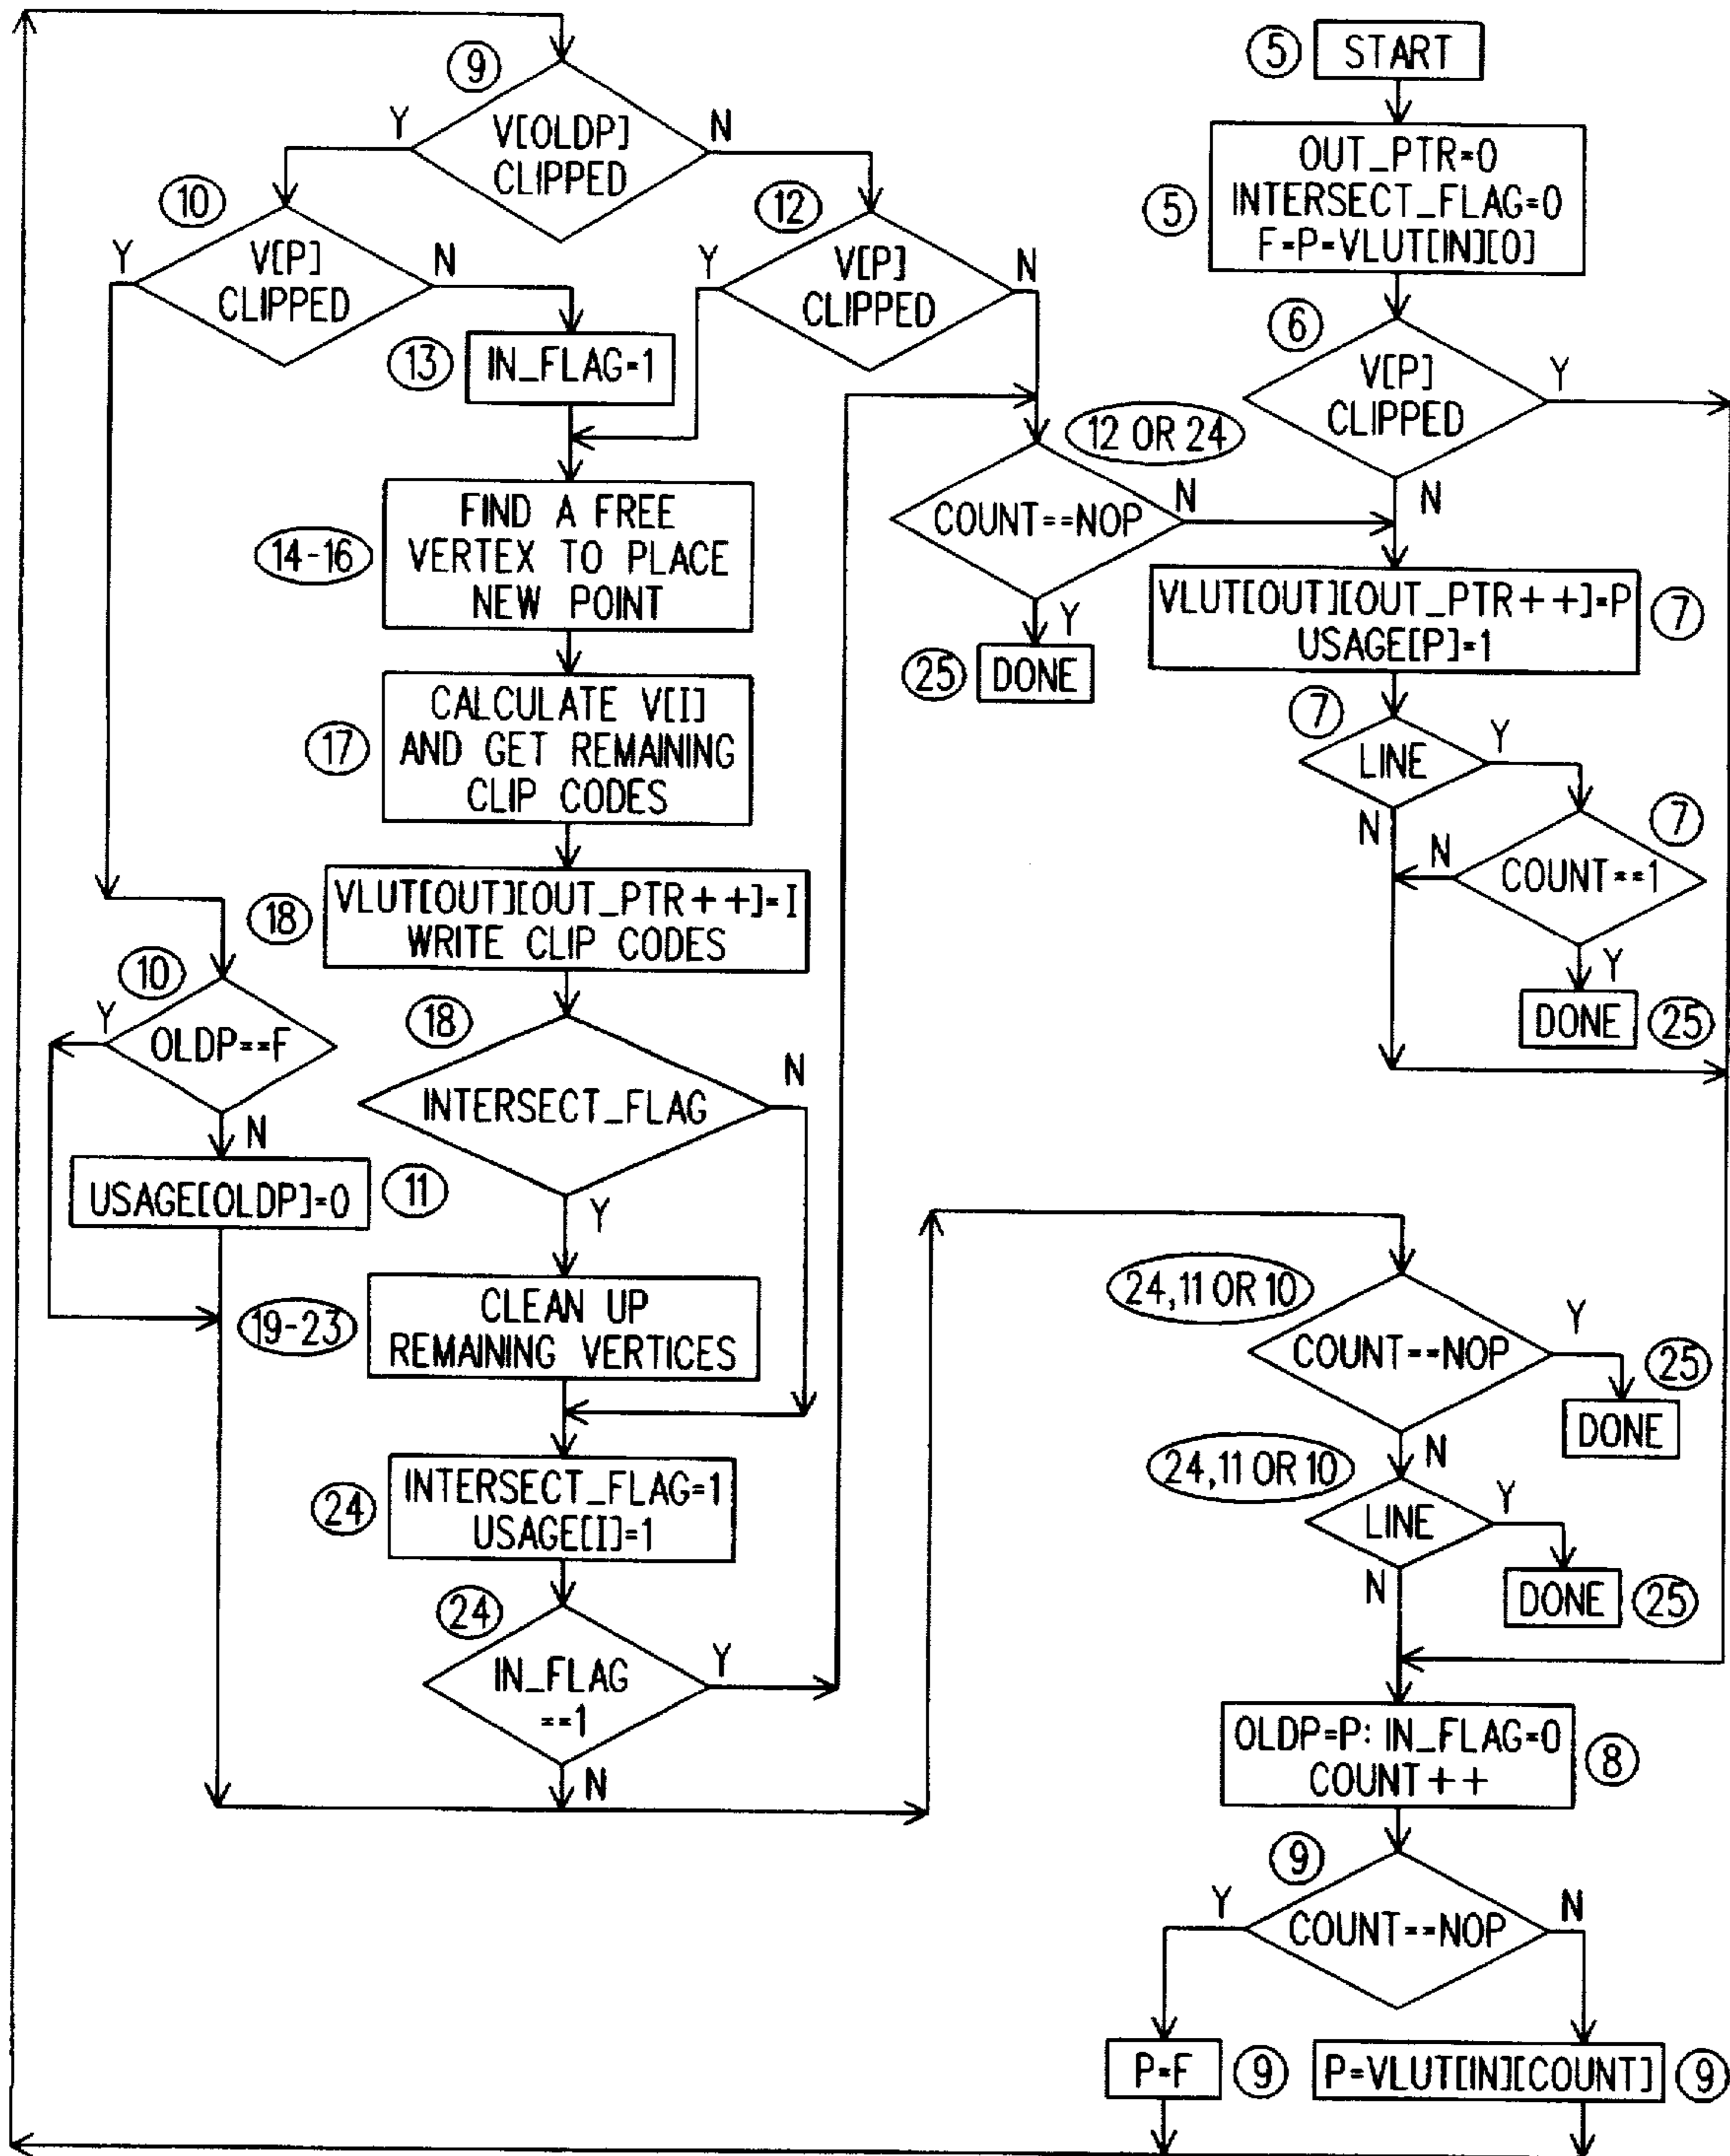 5
START
5
OUT_PTR=0
INTERSECT_FLAG=0
F=P=VLUT[IN][0]
6
V[P]
CLIPPED
Y
N
9
V[OLDP]
CLIPPED
Y
N
10
V[P]
CLIPPED
Y
N
12
V[P]
CLIPPED
Y
N
13
IN_FLAG=1
14-16
FIND A FREE
VERTEX TO PLACE
NEW POINT
17
CALCULATE V[I]
AND GET REMAINING
CLIP CODES
18
VLUT[OUT][OUT_PTR++]=I
WRITE CLIP CODES
18
INTERSECT_FLAG
N
Y
19-23
CLEAN UP
REMAINING VERTICES
24
INTERSECT_FLAG=1
USAGE[I]=1
24
IN_FLAG
==1
Y
N
10
OLDP==F
Y
N
USAGE[OLDP]=0
11
12 OR 24
COUNT==NOP
N
Y
25
DONE
VLUT[OUT][OUT_PTR++]=P
USAGE[P]=1
7
7
LINE
Y
N
7
COUNT==1
N
Y
DONE
25
24,11 OR 10
COUNT==NOP
Y
N
25
DONE
24,11 OR 10
LINE
Y
N
DONE
25
OLDP=P: IN_FLAG=0
COUNT++
8
9
COUNT==NOP
Y
N
P=F
9
P=VLUT[IN][COUNT]
9